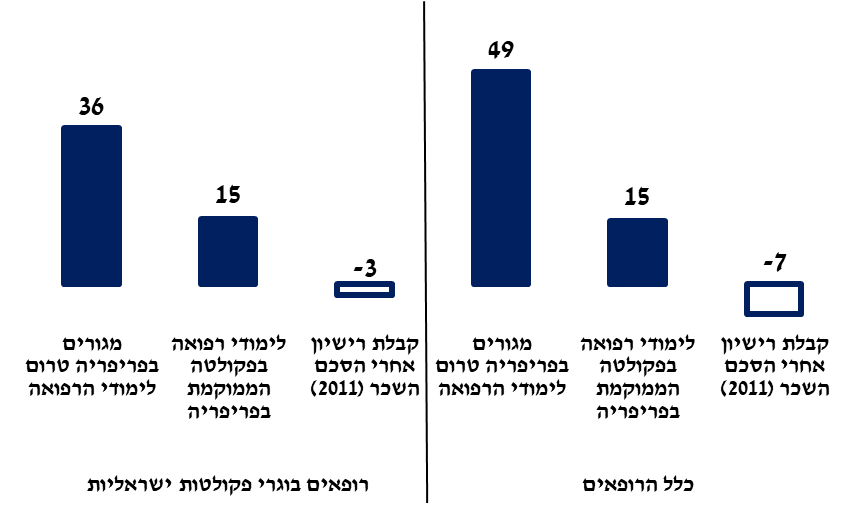 49
15
-7
קבלת רישיון
אחרי הסכם
השכר (2011)
לימודי רפואה
בפקולטה
הממוקמת
בפריפריה
מגורים
בפריפריה טרום
לימודי הרפואה
כלל הרופאים
36
15
-3
קבלת רישיון
אחרי הסכם
השכר (2011)
לימודי רפואה
בפקולטה
הממוקמת
בפריפריה
מגורים
בפריפריה טרום
לימודי הרפואה
רופאים בוגרי פקולטות ישראליות